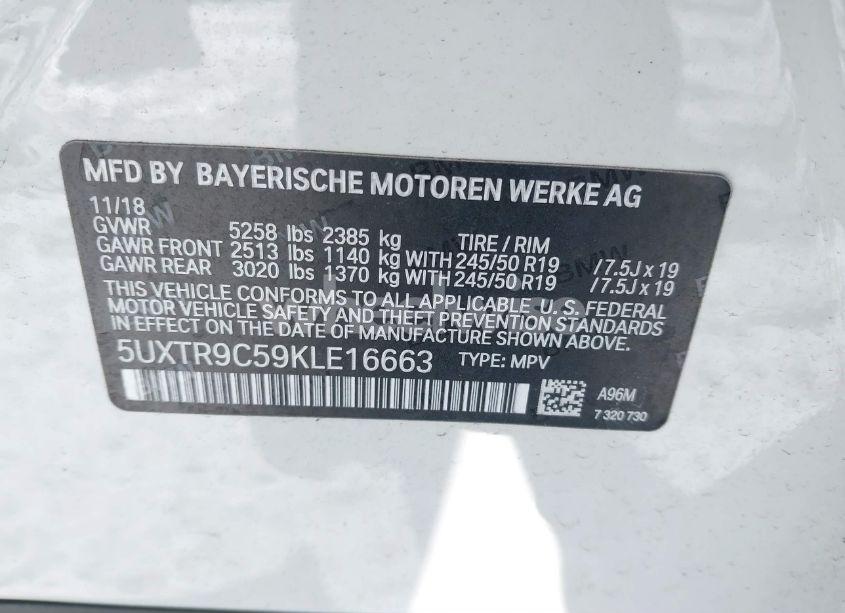 MFD BY BAYERISCHE MOTOREN WERKE AG
11/18
GVWR 5258 lbs 2385 kg TIRE / RIM
GAWR FRONT 2513 lbs 1140 kg WITH 245/50 R19 / 7.5J x 19
GAWR REAR 3020 lbs 1370 kg WITH 245/50 R19 / 7.5J x 19
THIS VEHICLE CONFORMS TO ALL APPLICABLE U. S. FEDERAL
MOTOR VEHICLE SAFETY AND THEFT PREVENTION STANDARDS
IN EFFECT ON THE DATE OF MANUFACTURE SHOWN ABOVE.
5UXTR9C59KLE16663 TYPE: MPV
A96M
7 320 730